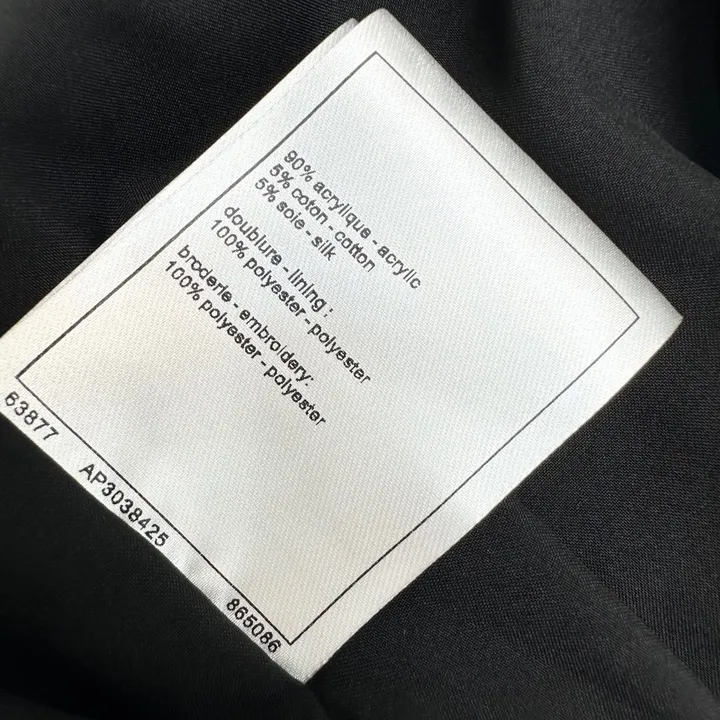 90% acrylique - acrylic
5% coton - cotton
5% soie - silk
doublure - lining :
100% polyester - polyester
broderie - embroidery:
100% polyester - polyester
63877
AP3038425
865086